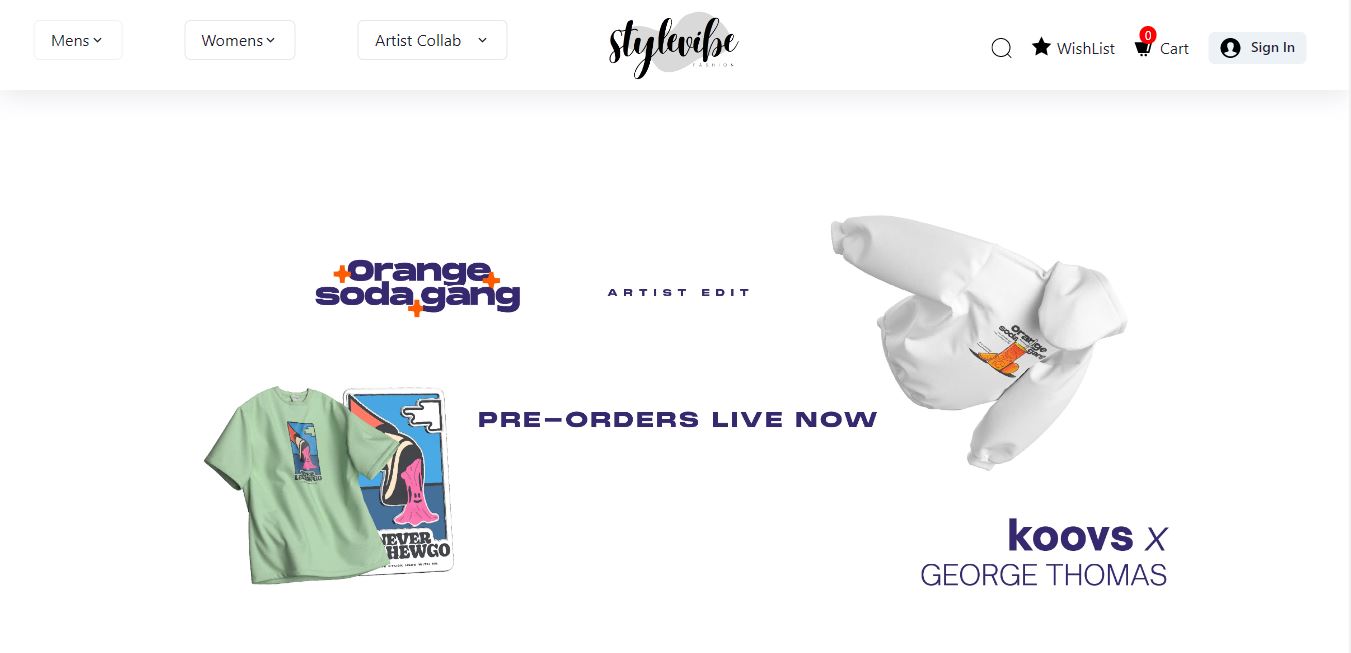 Mens
Womens
Artist Collab
stylevibe
FASHION
WishList
0
Cart
Sign In
Orange
soda gang
ARTIST EDIT
Orange
soda gang
PRE-ORDERS LIVE NOW
NEVER
CHEWGO
koovs x
GEORGE THOMAS